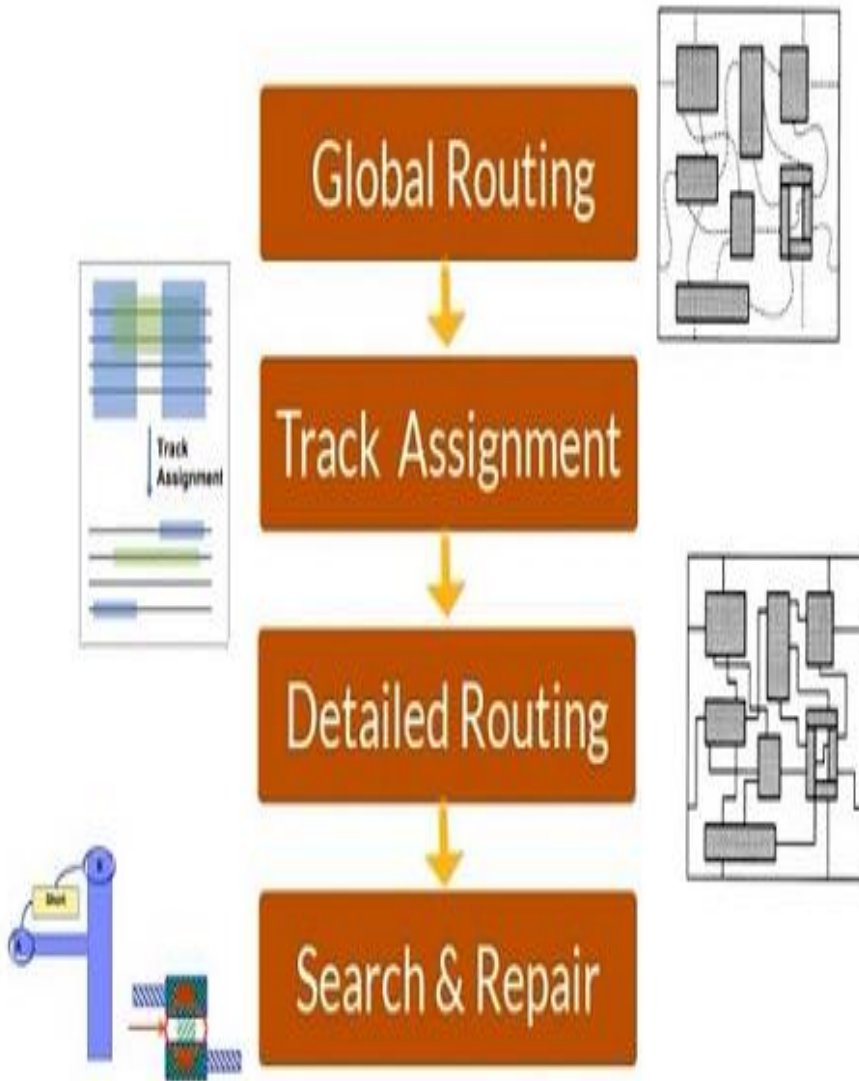 Global Routing
Track
Assignment
Track Assignment
Detailed Routing
Short
Search & Repair